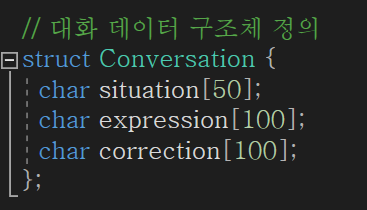 // 대화 데이터 구조체 정의
struct Conversation {
char situation[50];
char expression[100];
char correction[100];
};